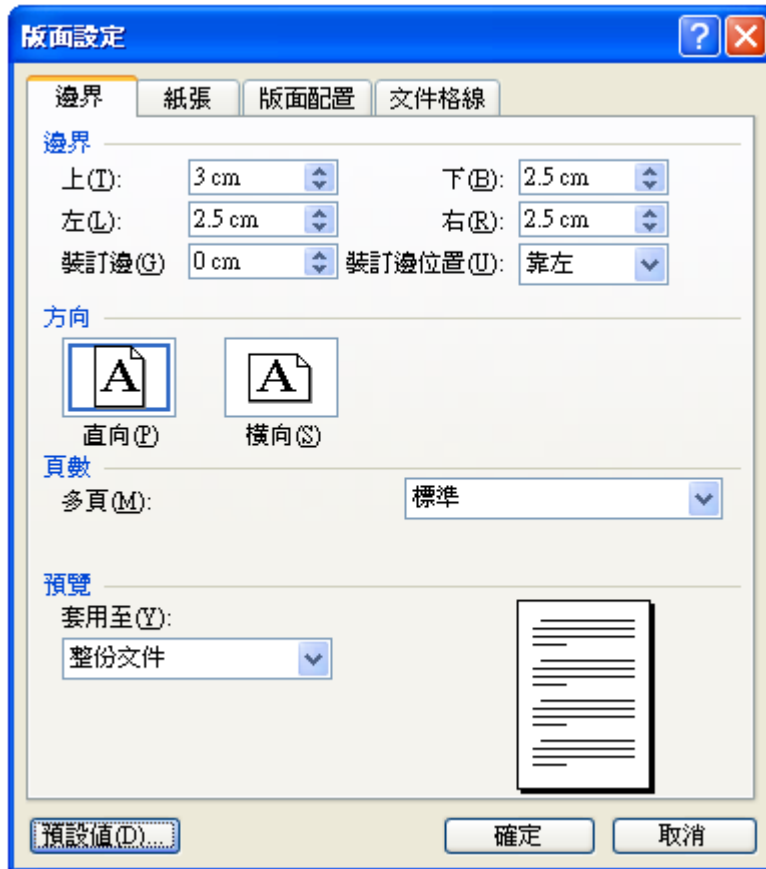 版面設定
邊界 紙張 版面配置 文件格線
邊界
上(T): 3 cm 下(B): 2.5 cm
左(L): 2.5 cm 右(R): 2.5 cm
裝訂邊(G) 0 cm 裝訂邊位置(U): 靠左
方向
A A
直向(P) 橫向(S)
頁數
多頁(M): 標準
預覽
套用至(Y):
整份文件
預設値(D)... 確定 取消